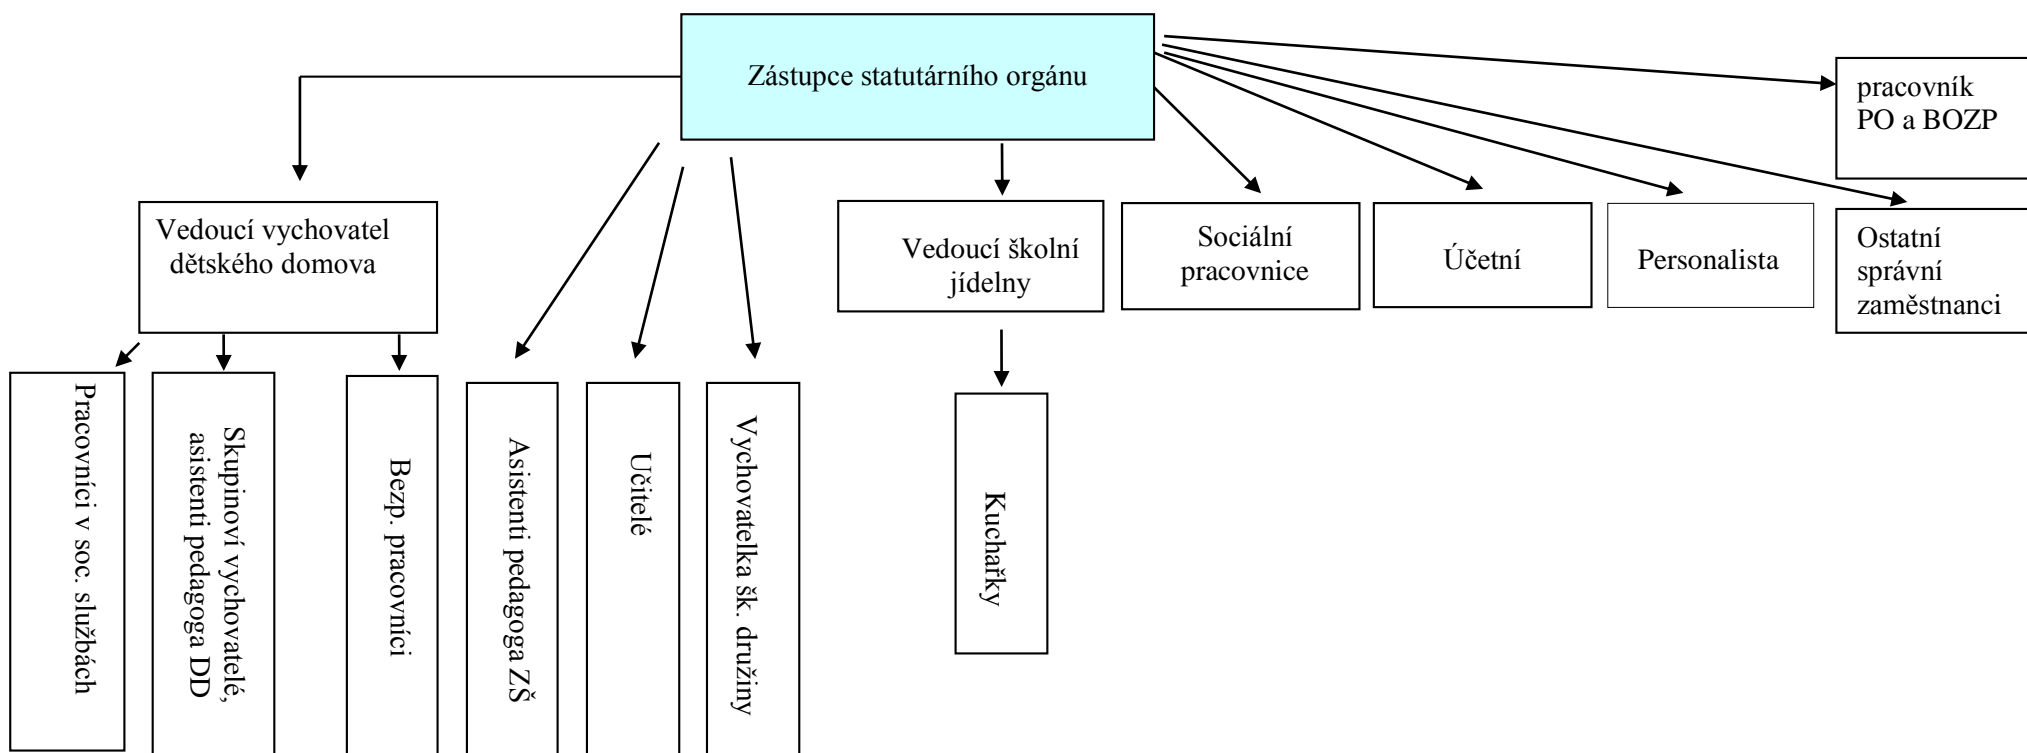 Zástupce statutárního orgánu
pracovník
PO a BOZP
Vedoucí vychovatel
dětského domova
Vedoucí školní
jídelny
Sociální
pracovnice
Účetní
Personalista
Ostatní
správní
zaměstnanci
Pracovníci v soc. službách
Skupinoví vychovatelé,
asistenti pedagoga DD
Bezp. pracovníci
Asistenti pedagoga ZŠ
Učitelé
Vychovatelka šk. družiny
Kuchařky